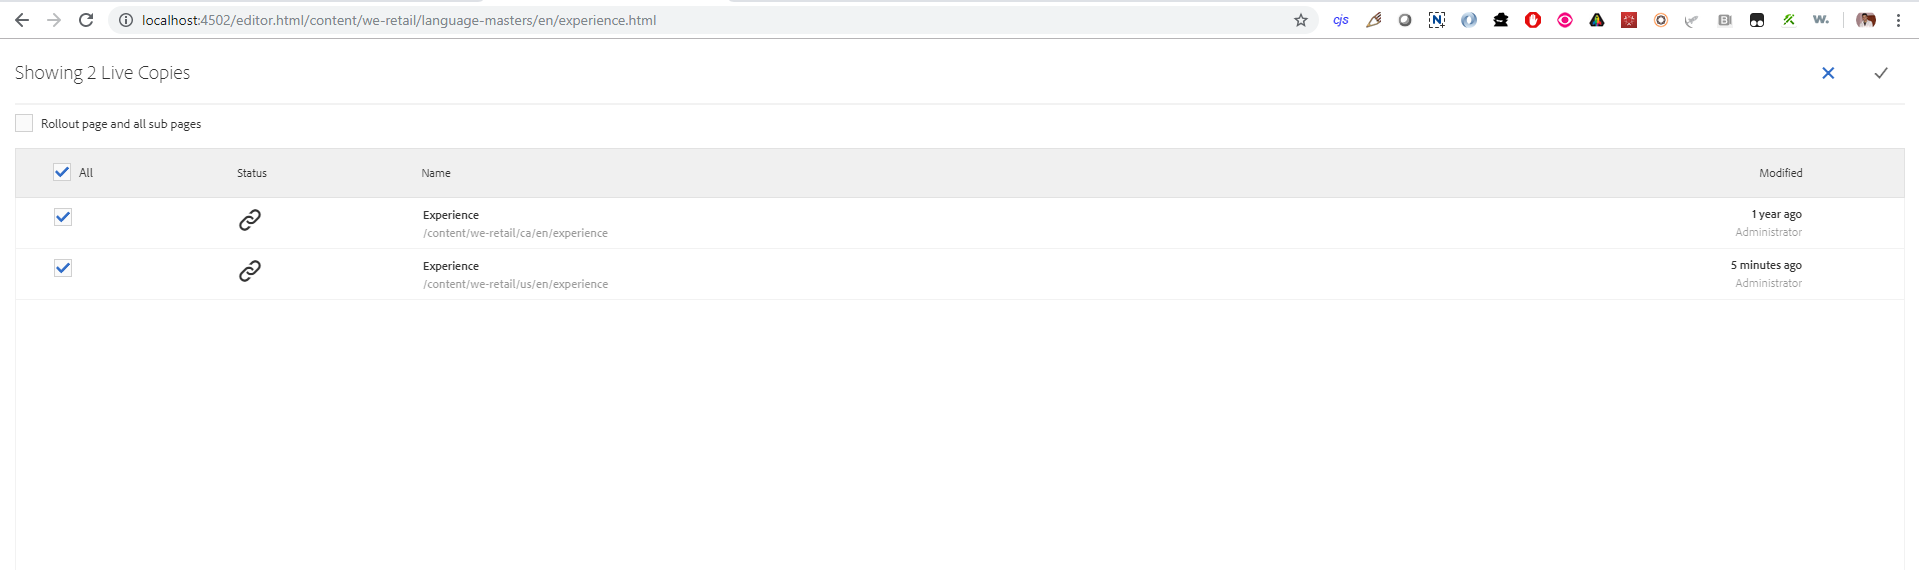 localhost:4502/editor.html/content/we-retail/language-masters/en/experience.html
cjs
N
B
w.
Showing 2 Live Copies
Rollout page and all sub pages
All Status Name Modified
Experience 1 year ago
/content/we-retail/ca/en/experience Administrator
Experience 5 minutes ago
/content/we-retail/us/en/experience Administrator